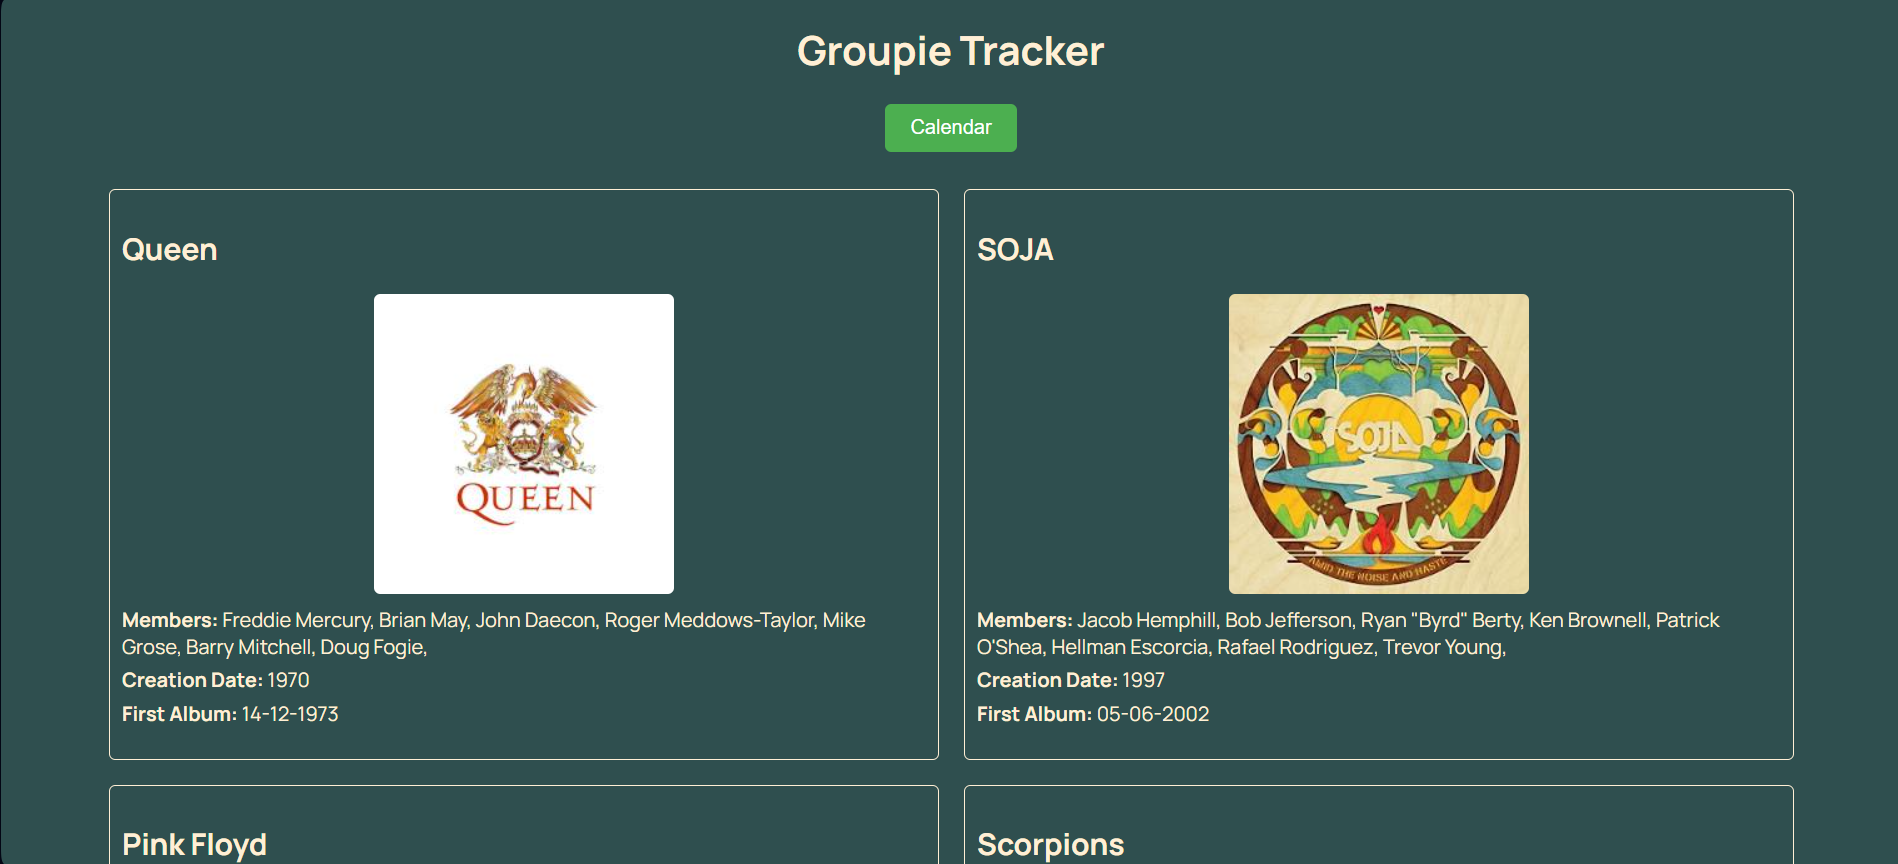 Groupie Tracker
Calendar
Queen
QUEEN
Members: Freddie Mercury, Brian May, John Daecon, Roger Meddows-Taylor, Mike
Grose, Barry Mitchell, Doug Fogie,
Creation Date: 1970
First Album: 14-12-1973
SOJA
SOJA
AMID THE NOISE AND HASTE
Members: Jacob Hemphill, Bob Jefferson, Ryan "Byrd" Berty, Ken Brownell, Patrick
O'Shea, Hellman Escorcia, Rafael Rodriguez, Trevor Young,
Creation Date: 1997
First Album: 05-06-2002
Pink Floyd
Scorpions